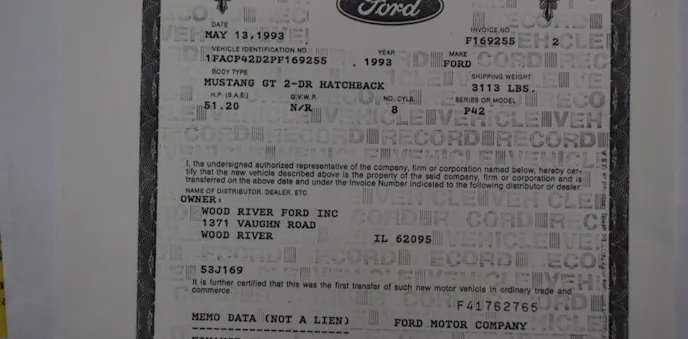 Ford
DATE
MAY 13,1993
INVOICE NO.
F169255 2
VEHICLE IDENTIFICATION NO.
YEAR
MAKE
1FACP42D2PF169255 . 1993 FORD
BODY TYPE
SHIPPING WEIGHT
MUSTANG GT 2-DR HATCHBACK 3113 LBS.
H.P. (S.A.E.) G.V.W.R. NO. CYLS. SERIES OR MODEL
51.20 N/R 8 P42
I, the undersigned authorized representative of the company, firm or corporation named below, hereby cer-
tify that the new vehicle described above is the property of the said company, firm or corporation and is
transferred on the above date and under the Invoice Number indicated to the following distributor or dealer.
NAME OF DISTRIBUTOR, DEALER, ETC.
OWNER:
WOOD RIVER FORD INC
1371 VAUGHN ROAD
WOOD RIVER IL 62095
53J169
It is further certified that this was the first transfer of such new motor vehicle in ordinary trade and
commerce.
F41762765
MEMO DATA (NOT A LIEN) FORD MOTOR COMPANY